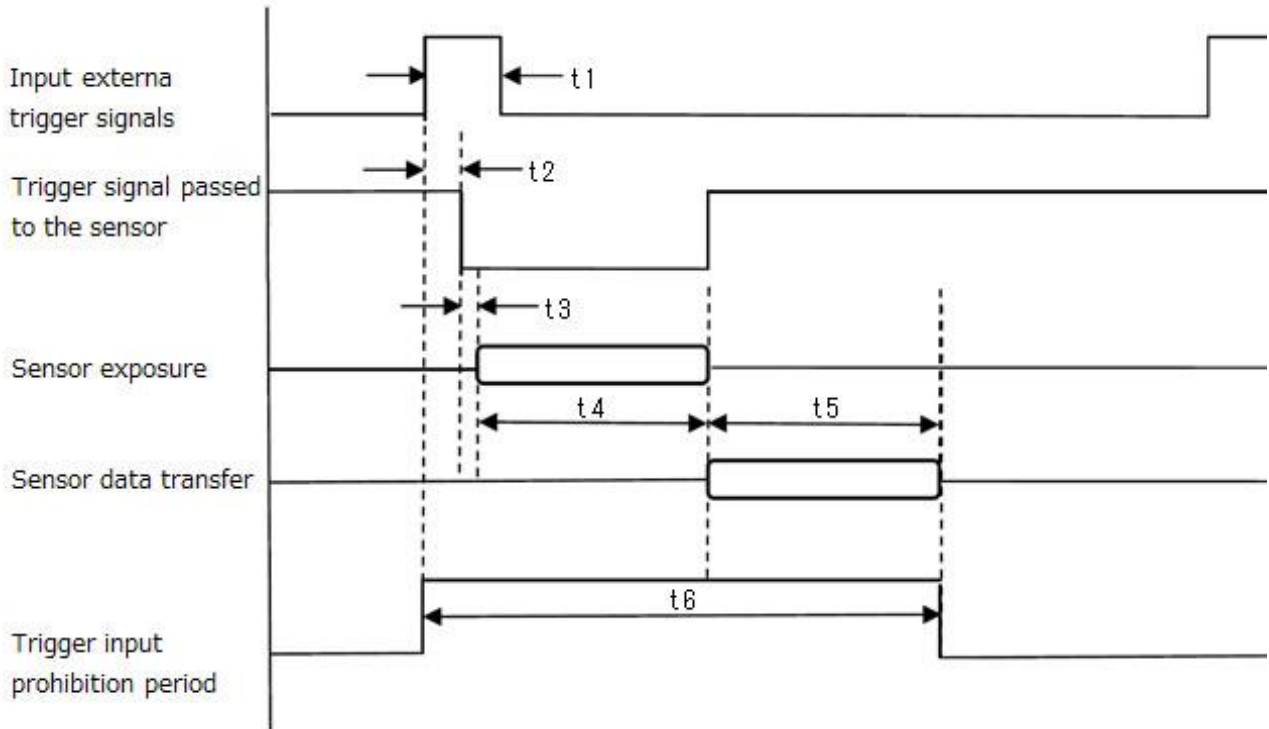 Input externa
trigger signals
t1
Trigger signal passed
to the sensor
t2
t3
Sensor exposure
t4
t5
Sensor data transfer
t6
Trigger input
prohibition period